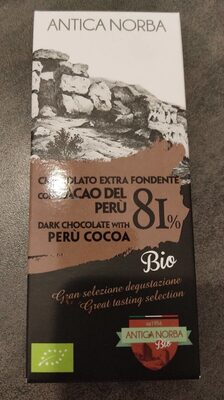 ANTICA NORBA
CIOCCOLATO EXTRA FONDENTE
CON CACAO DEL
PERÙ 81%
DARK CHOCOLATE WITH
PERÙ COCOA
Bio
Gran selezione degustazione
Great tasting selection
ANTICA NORBA
Bio